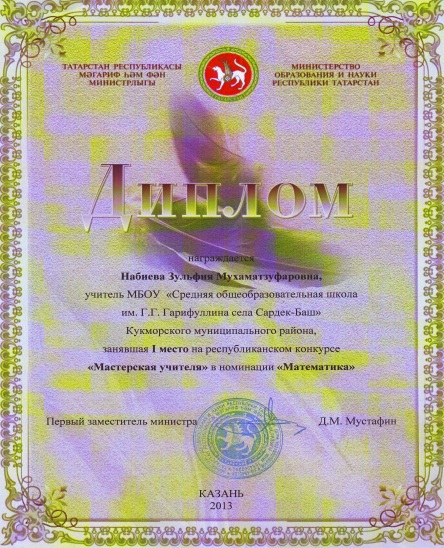 ТАТАРСТАН РЕСПУБЛИКАСЫ
МӘГАРИФ ҺӘМ ФӘН
МИНИСТРЛЫГЫ
МИНИСТЕРСТВО
ОБРАЗОВАНИЯ И НАУКИ
РЕСПУБЛИКИ ТАТАРСТАН
Диплом
награждается
Набиева Зульфия Мухаматзуфаровна,
учитель МБОУ «Средняя общеобразовательная школа
им. Г.Г. Гарифуллина села Сардек-Баш»
Кукморского муниципального района,
занявшая I место на республиканском конкурсе
«Мастерская учителя» в номинации «Математика»
Первый заместитель министра
Д.М. Мустафин
КАЗАНЬ
2013